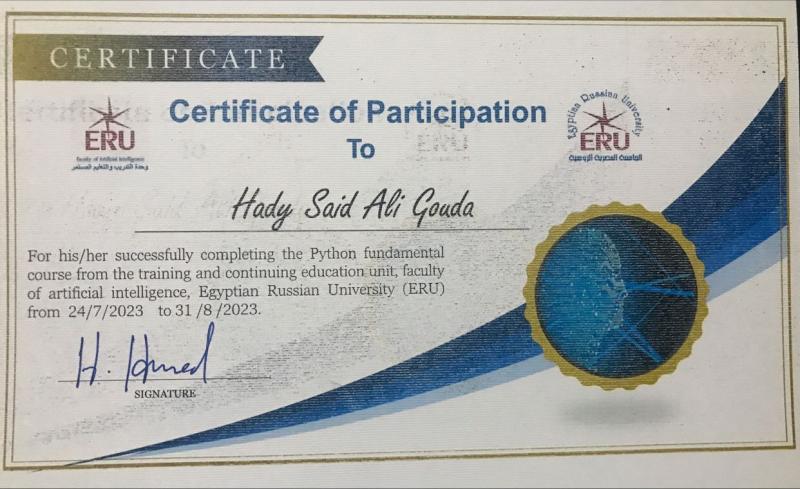 CERTIFICATE
ERU
Faculty of Artificial Intelligence
وحدة التدريب والتعليم المستمر
Certificate of Participation
To
Egyptian Russian University
ERU
الجامعة المصرية الروسية
Hady Said Ali Gouda
For his/her successfully completing the Python fundamental
course from the training and continuing education unit, faculty
of artificial intelligence, Egyptian Russian University (ERU)
from 24/7/2023 to 31 /8 /2023.
SIGNATURE